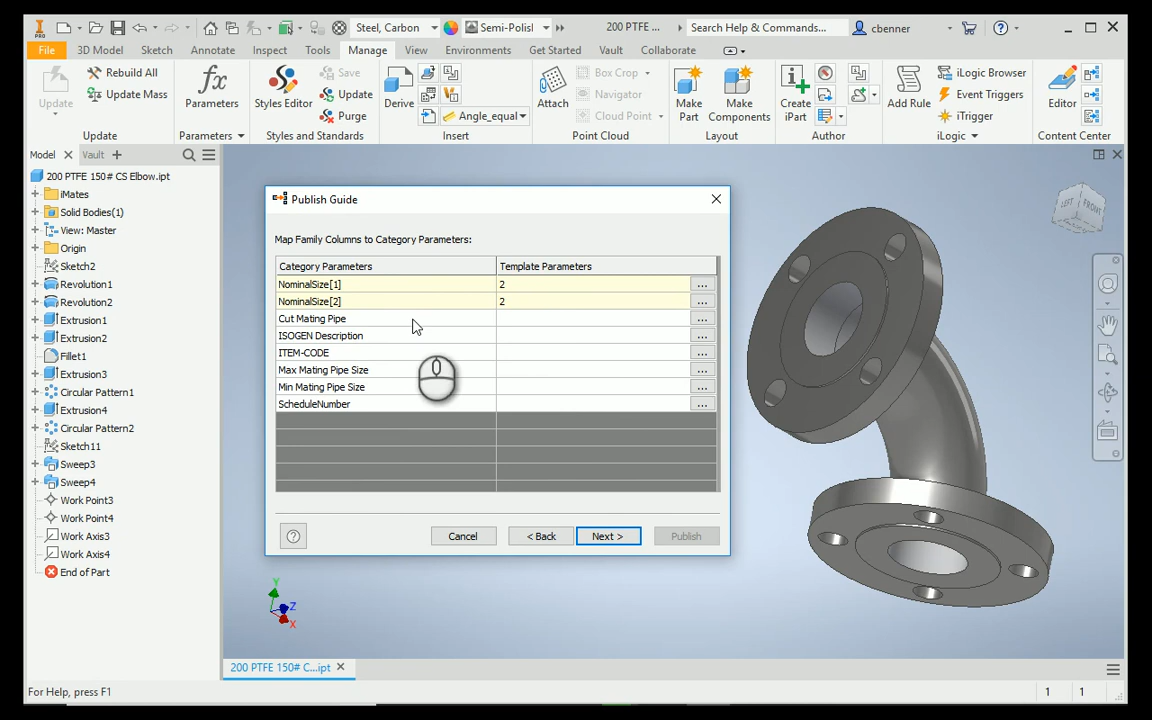 Steel, Carbon
Semi-Polisl
200 PTFE ...
Search Help & Commands...
cbenner
PRO
File
3D Model
Sketch
Annotate
Inspect
Tools
Manage
View
Environments
Get Started
Vault
Collaborate
Update
Rebuild All
Update Mass
Update
fx
Parameters
Parameters
Styles Editor
Save
Update
Purge
Styles and Standards
Derive
Angle_equal
Insert
Attach
Box Crop
Navigator
Cloud Point
Point Cloud
Make
Part
Make
Components
Layout
Create
iPart
Author
Add Rule
iLogic Browser
Event Triggers
iTrigger
iLogic
Editor
Content Center
Model
Vault
200 PTFE 150# CS Elbow.ipt
iMates
Solid Bodies(1)
View: Master
Origin
Sketch2
Revolution1
Revolution2
Extrusion1
Extrusion2
Fillet1
Extrusion3
Circular Pattern1
Extrusion4
Circular Pattern2
Sketch11
Sweep3
Sweep4
Work Point3
Work Point4
Work Axis3
Work Axis4
End of Part
Publish Guide
Map Family Columns to Category Parameters:
Category Parameters
Template Parameters
NominalSize[1]
2
...
NominalSize[2]
2
...
Cut Mating Pipe
...
ISOGEN Description
...
ITEM-CODE
...
Max Mating Pipe Size
...
Min Mating Pipe Size
...
ScheduleNumber
...
?
Cancel
< Back
Next >
Publish
LEFT
FRONT
Y
Z
X
200 PTFE 150# C...ipt
For Help, press F1
1
1